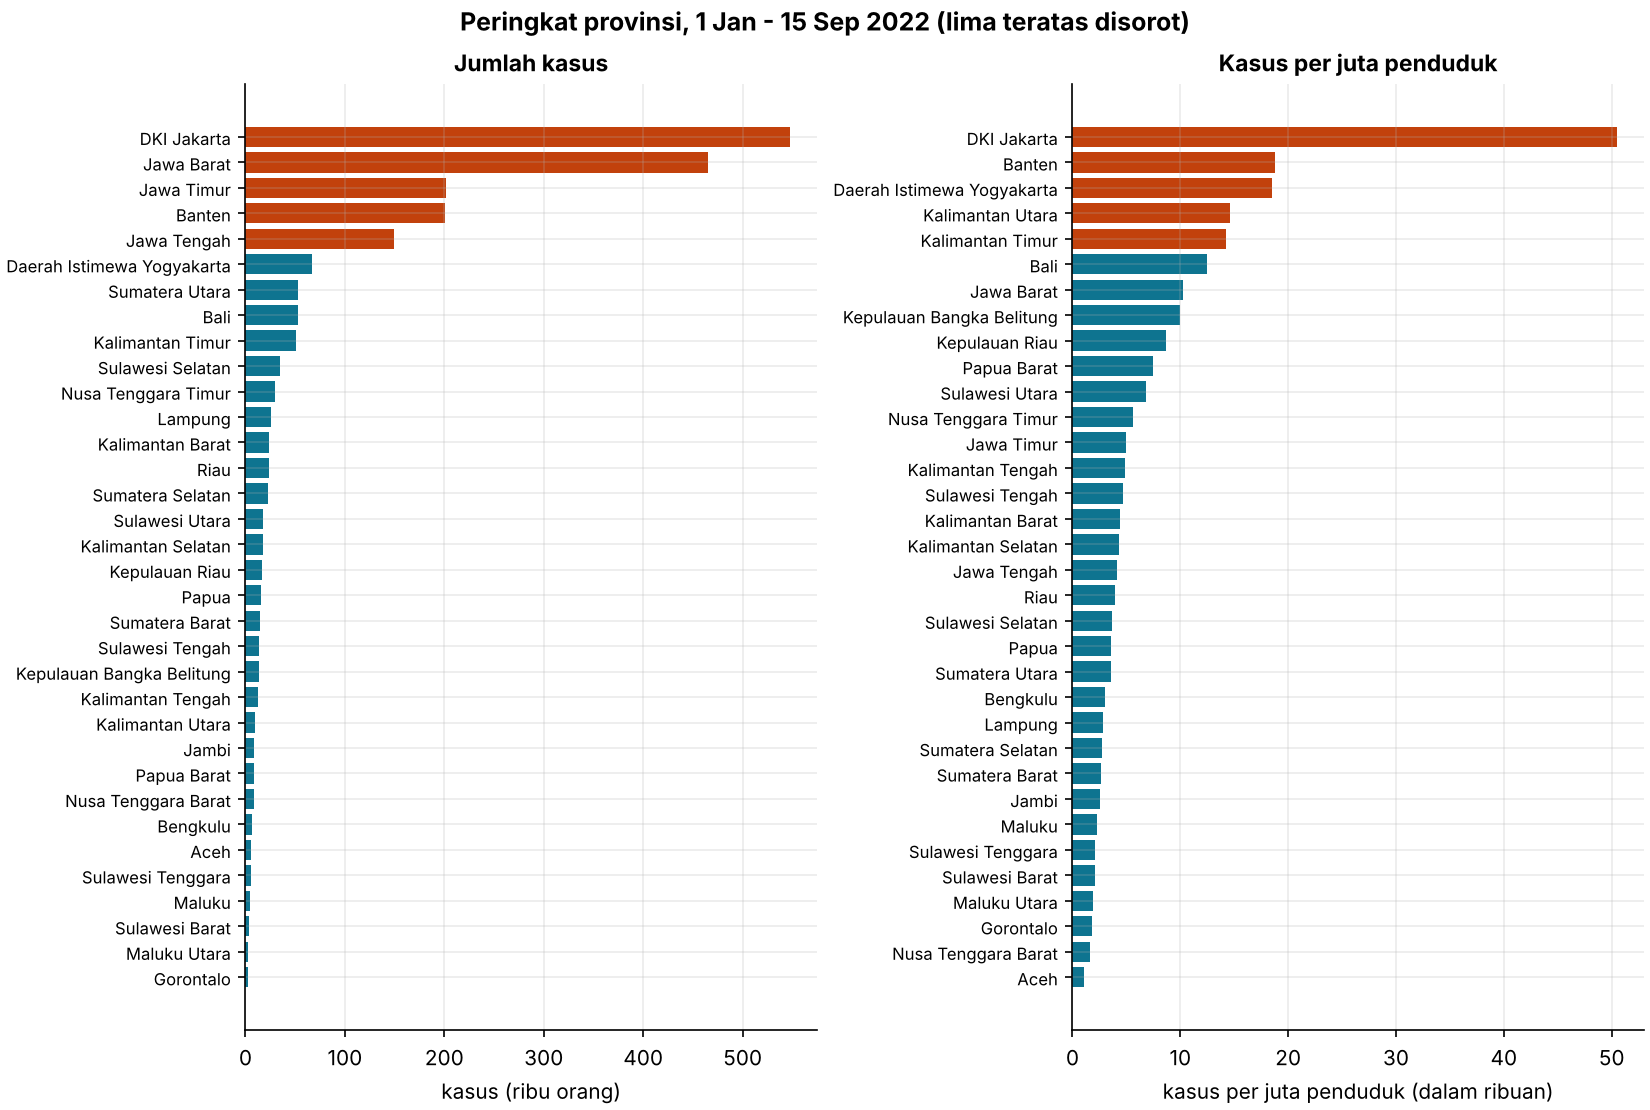 Peringkat provinsi, 1 Jan - 15 Sep 2022 (lima teratas disorot)
Jumlah kasus
DKI Jakarta
Jawa Barat
Jawa Timur
Banten
Jawa Tengah
Daerah Istimewa Yogyakarta
Sumatera Utara
Bali
Kalimantan Timur
Sulawesi Selatan
Nusa Tenggara Timur
Lampung
Kalimantan Barat
Riau
Sumatera Selatan
Sulawesi Utara
Kalimantan Selatan
Kepulauan Riau
Papua
Sumatera Barat
Sulawesi Tengah
Kepulauan Bangka Belitung
Kalimantan Tengah
Kalimantan Utara
Jambi
Papua Barat
Nusa Tenggara Barat
Bengkulu
Aceh
Sulawesi Tenggara
Maluku
Sulawesi Barat
Maluku Utara
Gorontalo
0 100 200 300 400 500
kasus (ribu orang)
Kasus per juta penduduk
DKI Jakarta
Banten
Daerah Istimewa Yogyakarta
Kalimantan Utara
Kalimantan Timur
Bali
Jawa Barat
Kepulauan Bangka Belitung
Kepulauan Riau
Papua Barat
Sulawesi Utara
Nusa Tenggara Timur
Jawa Timur
Kalimantan Tengah
Sulawesi Tengah
Kalimantan Barat
Kalimantan Selatan
Jawa Tengah
Riau
Sulawesi Selatan
Papua
Sumatera Utara
Bengkulu
Lampung
Sumatera Selatan
Sumatera Barat
Jambi
Maluku
Sulawesi Tenggara
Sulawesi Barat
Maluku Utara
Gorontalo
Nusa Tenggara Barat
Aceh
0 10 20 30 40 50
kasus per juta penduduk (dalam ribuan)